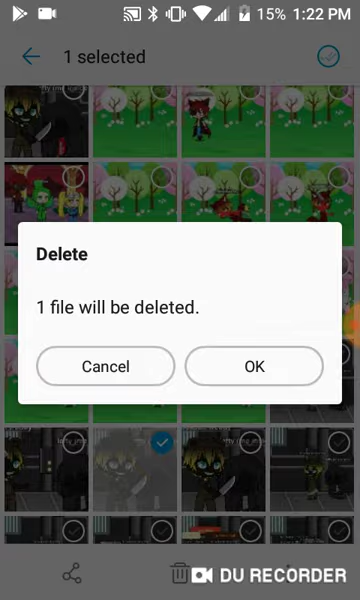 15% 1:22 PM
1 selected
Delete
1 file will be deleted.
Cancel
OK
DU RECORDER